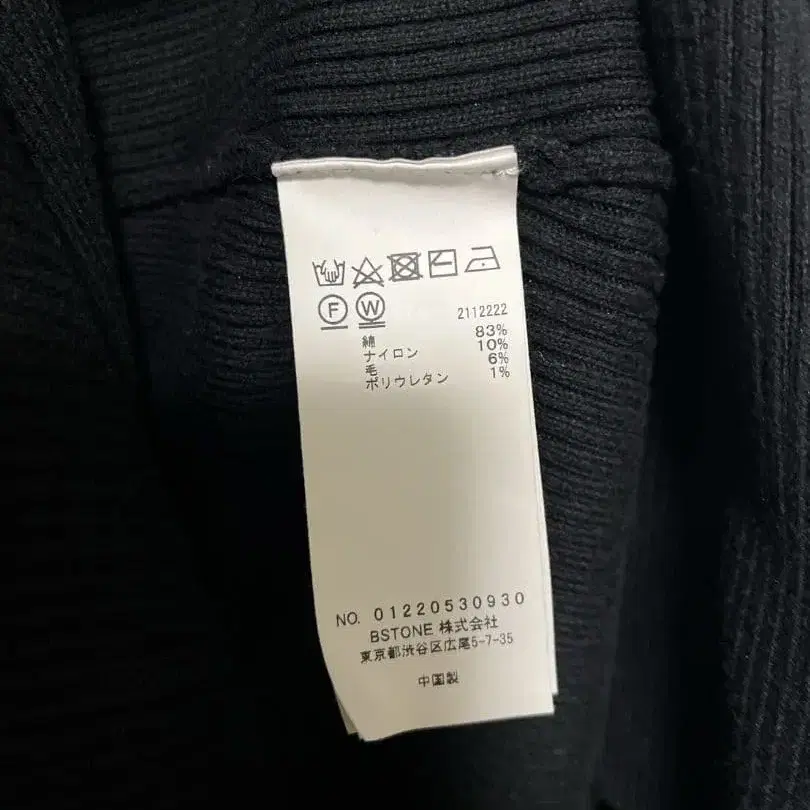 F W
2112222
綿 83%
ナイロン 10%
毛 6%
ポリウレタン 1%
NO. 01220530930
BSTONE 株式会社
東京都渋谷区広尾5-7-35
中国製